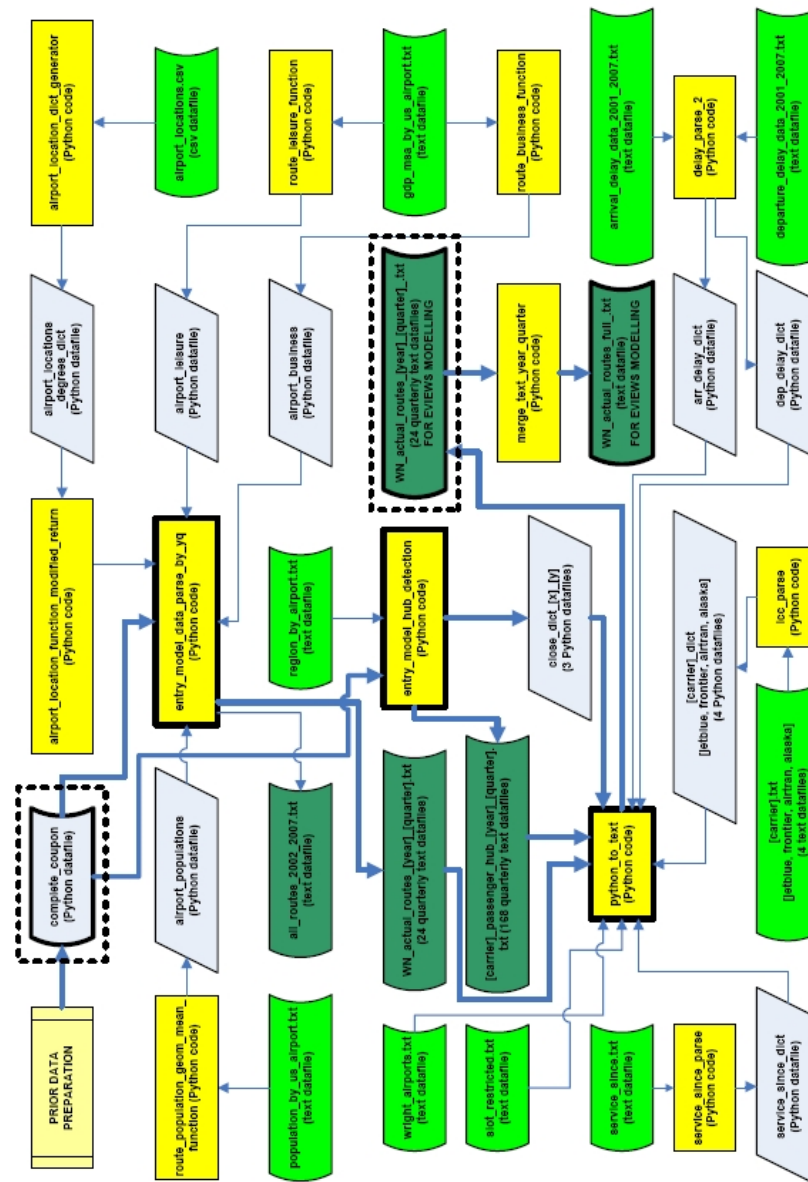 PRIOR DATA
PREPARATION
complete_coupon
(Python datafile)
airport_location_function_modified_return
(Python code)
airport_locations
_degrees_dict
(Python datafile)
airport_location_dict_generator
(Python code)
route_population_geom_mean_
function (Python code)
airport_populations
(Python datafile)
entry_model_data_parse_by_yq
(Python code)
airport_leisure
(Python datafile)
airport_locations.csv
(csv datafile)
population_by_us_airport.txt
(text datafile)
all_routes_2002_2007.txt
(text datafile)
region_by_airport.txt
(text datafile)
airport_business
(Python datafile)
route_leisure_function
(Python code)
wright_airports.txt
(text datafile)
WN_actual_routes_[year]_[quarter].txt
(24 quarterly text datafiles)
entry_model_hub_detection
(Python code)
WN_actual_routes_[year]_[quarter]_.txt
(24 quarterly text datafiles)
FOR EVIEWS MODELLING
gdp_msa_by_us_airport.txt
(text datafile)
slot_restricted.txt
(text datafile)
[carrier]_passenger_hub_[year]_[quarter].
txt (168 quarterly text datafiles)
close_dict_[x]_[y]
(3 Python datafiles)
merge_text_year_quarter
(Python code)
route_business_function
(Python code)
service_since.txt
(text datafile)
python_to_text
(Python code)
WN_actual_routes_full_.txt
(text datafile)
FOR EVIEWS MODELLING
arrival_delay_data_2001_2007.txt
(text datafile)
service_since_parse
(Python code)
[carrier]_dict
[]etblue, frontier, airtran, alaska]
(4 Python datafiles)
arr_delay_dict
(Python datafile)
delay_parse_2
(Python code)
service_since_dict
(Python datafile)
[carrier].txt
[]etblue, frontier, airtran, alaska]
(4 text datafiles)
lcc_parse
(Python code)
dep_delay_dict
(Python datafile)
departure_delay_data_2001_2007.txt
(text datafile)